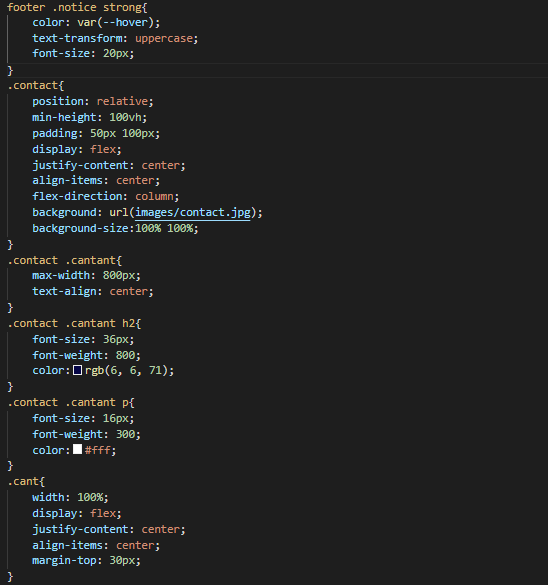 footer .notice strong{
    color: var(--hover);
    text-transform: uppercase;
    font-size: 20px;
}
.contact{
    position: relative;
    min-height: 100vh;
    padding: 50px 100px;
    display: flex;
    justify-content: center;
    align-items: center;
    flex-direction: column;
    background: url(images/contact.jpg);
    background-size:100% 100%;
}
.contact .cantant{
    max-width: 800px;
    text-align: center;
}
.contact .cantant h2{
    font-size: 36px;
    font-weight: 800;
    color:rgb(6, 6, 71);
}
.contact .cantant p{
    font-size: 16px;
    font-weight: 300;
    color:#fff;
}
.cant{
    width: 100%;
    display: flex;
    justify-content: center;
    align-items: center;
    margin-top: 30px;
}